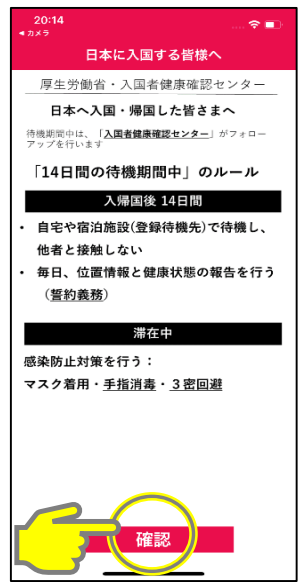 20:14
◀ カメラ
日本に入国する皆様へ
厚生労働省・入国者健康確認センター
日本へ入国・帰国した皆さまへ
待機期間中は、「入国者健康確認センター」がフォロー
アップを行います
「14日間の待機期間中」のルール
入帰国後 14日間
・ 自宅や宿泊施設(登録待機先)で待機し、
他者と接触しない
・ 毎日、位置情報と健康状態の報告を行う
（誓約義務）
滞在中
感染防止対策を行う：
マスク着用・手指消毒・３密回避
確認